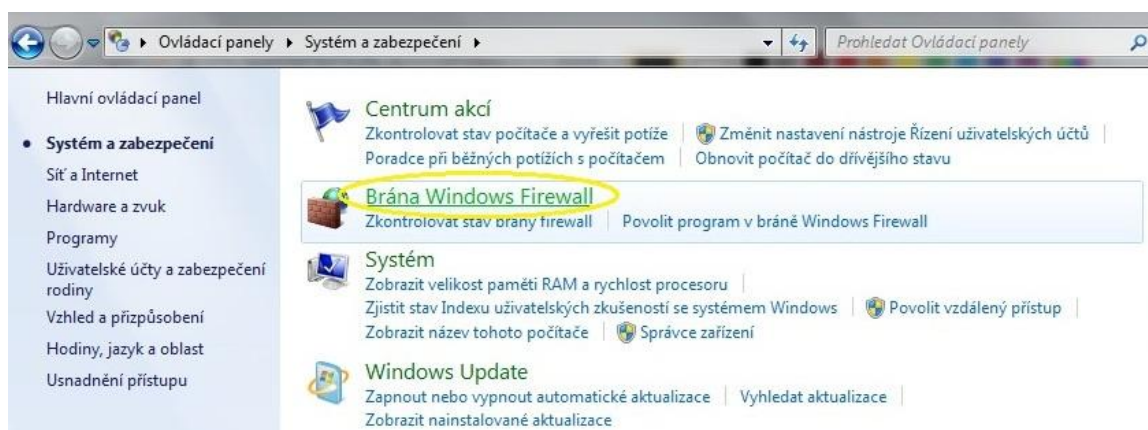 Ovládací panely Systém a zabezpečení Prohledat Ovládací panely
Hlavní ovládací panel
Systém a zabezpečení
Síť a Internet
Hardware a zvuk
Programy
Uživatelské účty a zabezpečení
rodiny
Vzhled a přizpůsobení
Hodiny, jazyk a oblast
Usnadnění přístupu
Centrum akcí
Zkontrolovat stav počítače a vyřešit potíže Změnit nastavení nástroje Řízení uživatelských účtů
Poradce při běžných potížích s počítačem Obnovit počítač do dřívějšího stavu
Brána Windows Firewall
Zkontrolovat stav brány firewall Povolit program v bráně Windows Firewall
Systém
Zobrazit velikost paměti RAM a rychlost procesoru
Zjistit stav Indexu uživatelských zkušeností se systémem Windows Povolit vzdálený přístup
Zobrazit název tohoto počítače Správce zařízení
Windows Update
Zapnout nebo vypnout automatické aktualizace Vyhledat aktualizace
Zobrazit nainstalované aktualizace